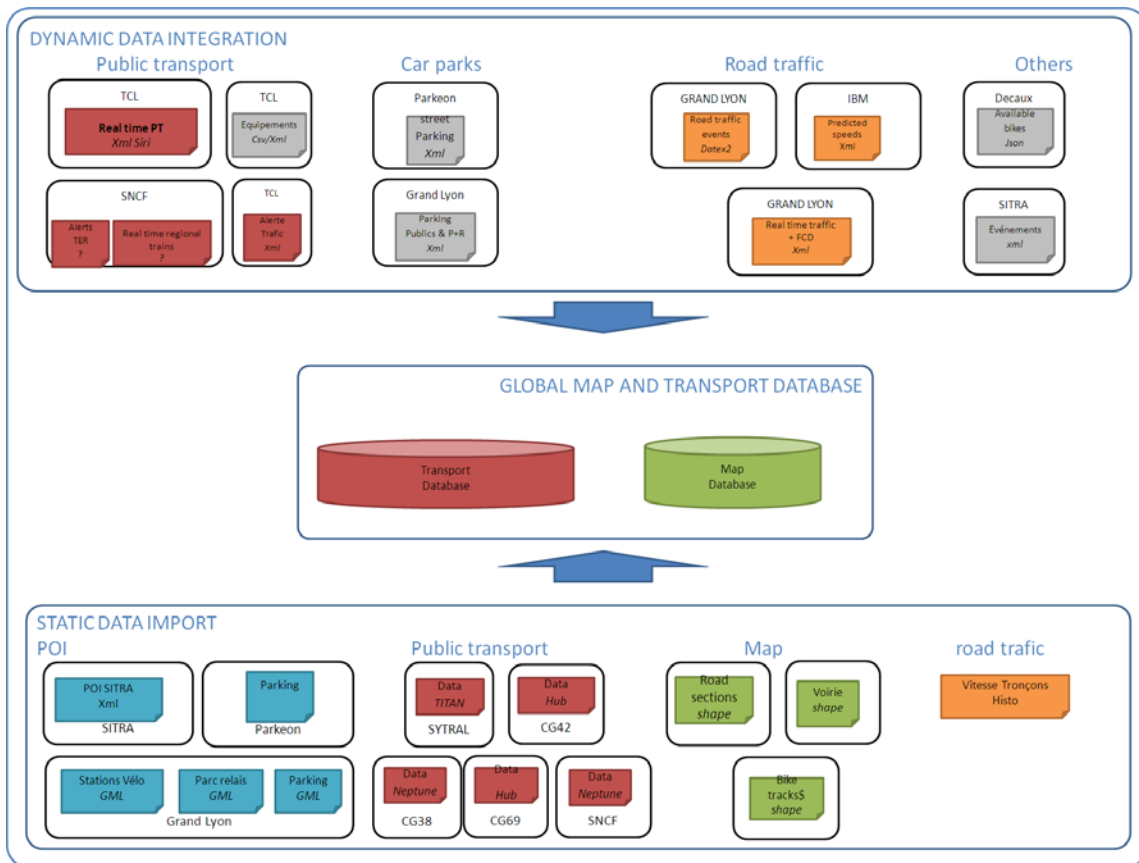 DYNAMIC DATA INTEGRATION
Public transport
Car parks
Road traffic
Others
TCL
Real time PT
Xml Siri
TCL
Equipements
Csv/Xml
Parkeon
street
Parking
Xml
GRAND LYON
Road traffic
events
Datex2
IBM
Predicted
speeds
Xml
Decaux
Available
bikes
Json
SNCF
Alerts
TER
?
Real time regional
trains
?
TCL
Alerte
Trafic
Xml
Grand Lyon
Parking
Publics & P+R
Xml
GRAND LYON
Real time traffic
+ FCD
Xml
SITRA
Événements
xml
GLOBAL MAP AND TRANSPORT DATABASE
Transport
Database
Map
Database
STATIC DATA IMPORT
POI
Public transport
Map
road trafic
POI SITRA
Xml
SITRA
Parking
Parkeon
Data
TITAN
SYTRAL
Data
Hub
CG42
Road
sections
shape
Voirie
shape
Vitesse Tronçons
Histo
Stations Vélo
GML
Parc relais
GML
Parking
GML
Grand Lyon
Data
Neptune
CG38
Data
Hub
CG69
Data
Neptune
SNCF
Bike
tracks$
shape